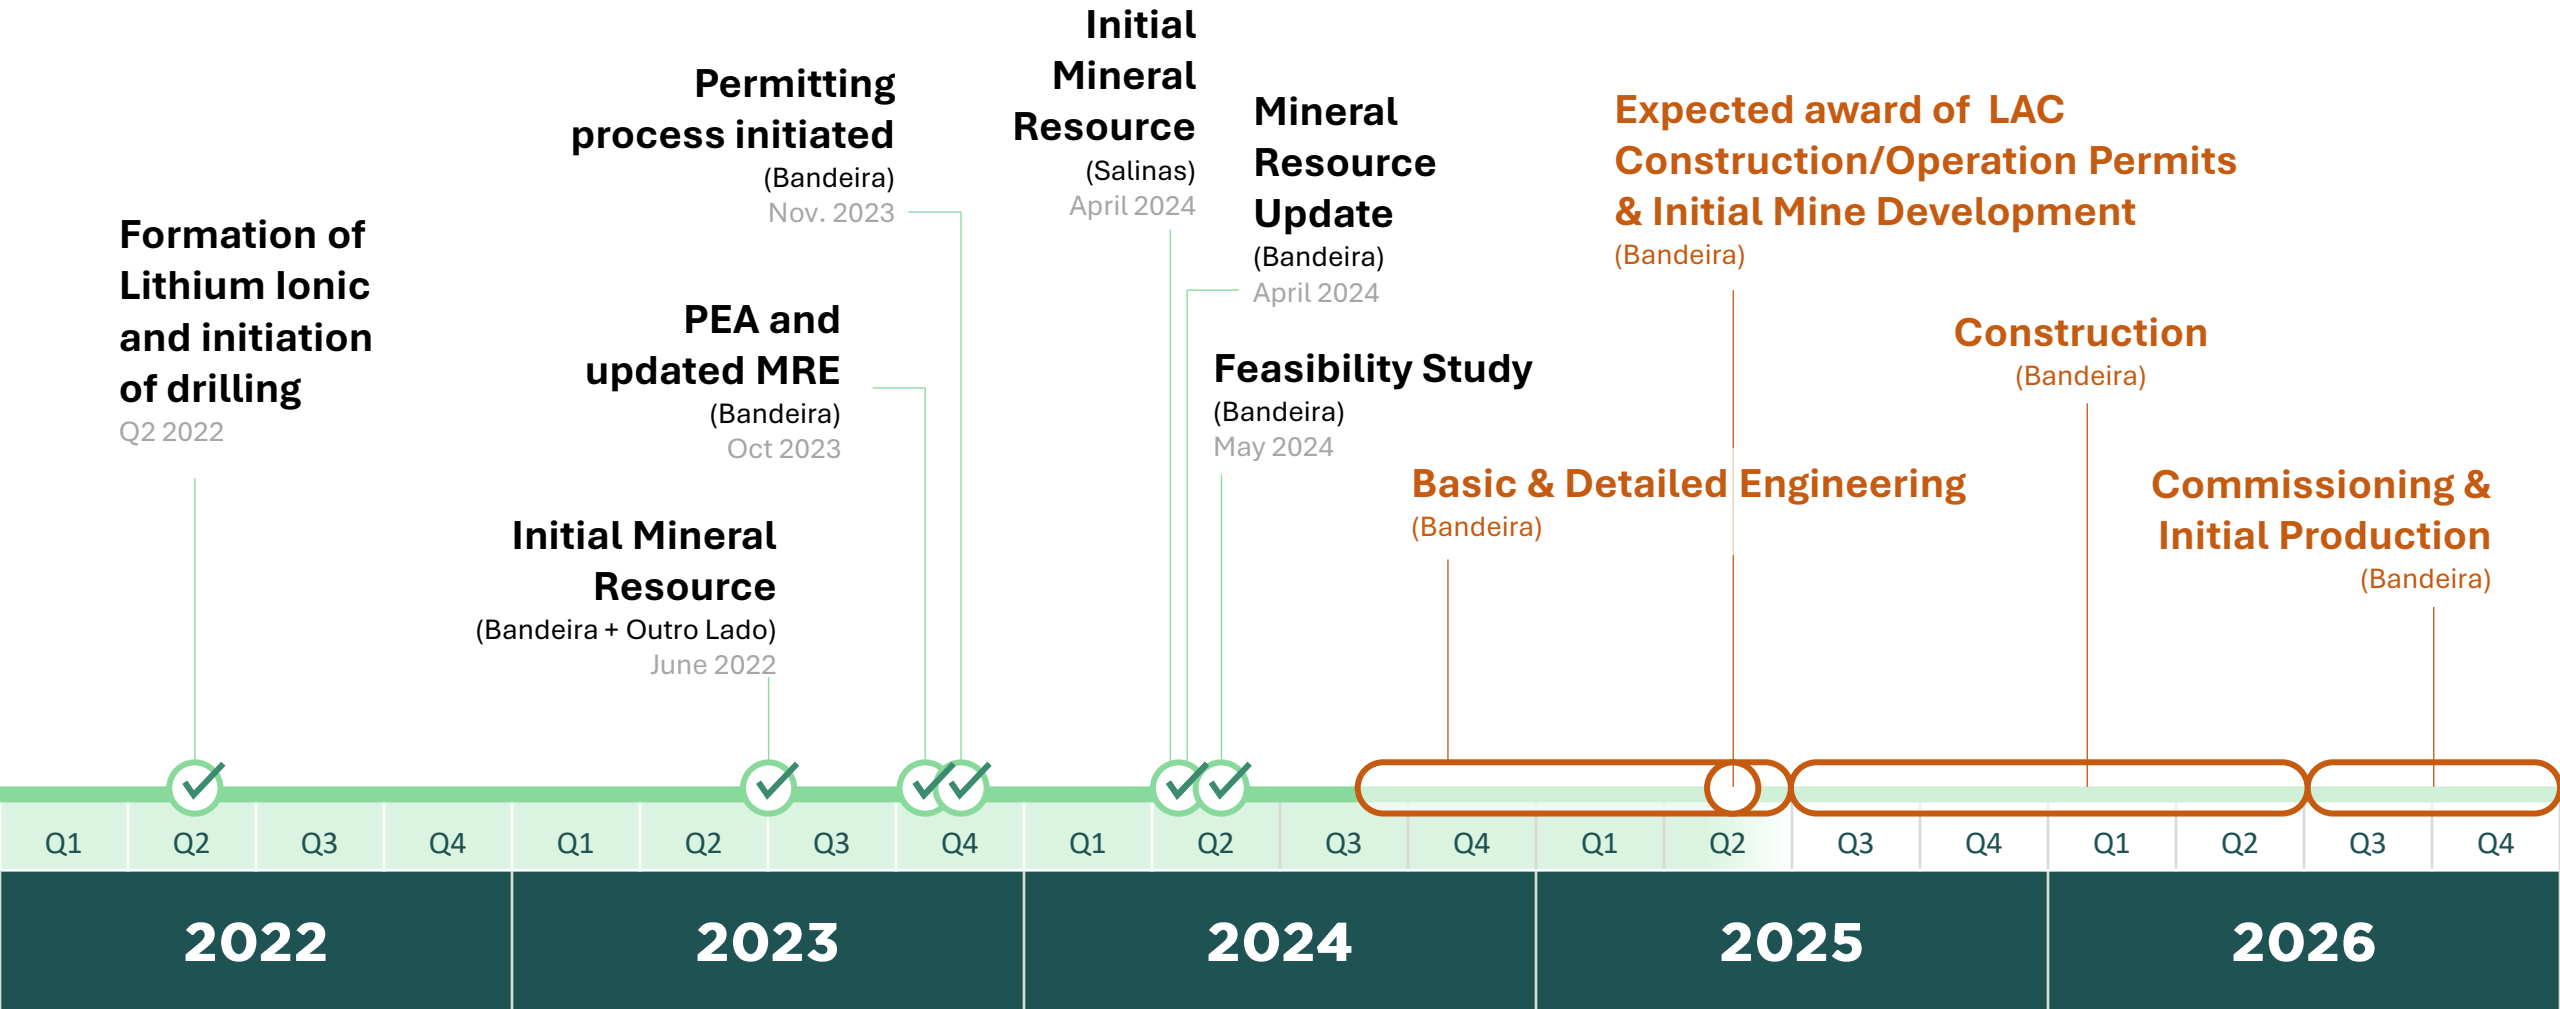 Formation of
Lithium Ionic
and initiation
of drilling
Q2 2022
Initial Mineral
Resource
(Bandeira + Outro Lado)
June 2022
PEA and
updated MRE
(Bandeira)
Oct 2023
Permitting
process initiated
(Bandeira)
Nov. 2023
Initial
Mineral
Resource
(Salinas)
April 2024
Mineral
Resource
Update
(Bandeira)
April 2024
Feasibility Study
(Bandeira)
May 2024
Basic & Detailed Engineering
(Bandeira)
Expected award of LAC
Construction/Operation Permits
& Initial Mine Development
(Bandeira)
Construction
(Bandeira)
Commissioning &
Initial Production
(Bandeira)
Q1 Q2 Q3 Q4 Q1 Q2 Q3 Q4 Q1 Q2 Q3 Q4 Q1 Q2 Q3 Q4 Q1 Q2 Q3 Q4
2022 2023 2024 2025 2026